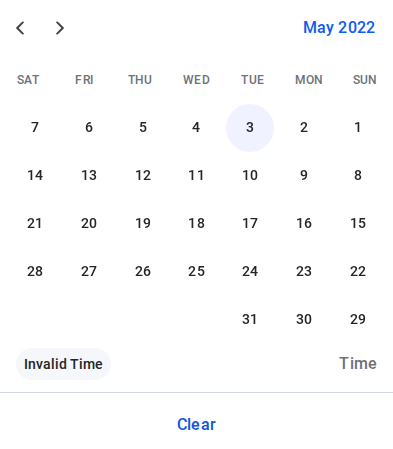 May 2022
SAT FRI THU WED TUE MON SUN
7 6 5 4 3 2 1
14 13 12 11 10 9 8
21 20 19 18 17 16 15
28 27 26 25 24 23 22
31 30 29
Invalid Time Time
Clear